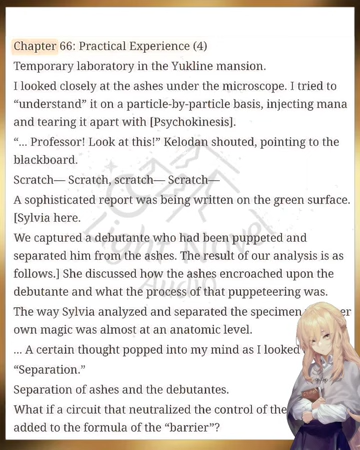 Chapter 66: Practical Experience (4)
Temporary laboratory in the Yukline mansion.
I looked closely at the ashes under the microscope. I tried to
“understand” it on a particle-by-particle basis, injecting mana
and tearing it apart with [Psychokinesis].
“... Professor! Look at this!” Kelodan shouted, pointing to the
blackboard.
Scratch— Scratch, scratch— Scratch—
A sophisticated report was being written on the green surface.
[Sylvia here.
We captured a debutante who had been puppeted and
separated him from the ashes. The result of our analysis is as
follows.] She discussed how the ashes encroached upon the
debutante and what the process of that puppeteering was.
The way Sylvia analyzed and separated the specimen
own magic was almost at an anatomic level.
... A certain thought popped into my mind as I looked
“Separation.”
Separation of ashes and the debutantes.
What if a circuit that neutralized the control of the
added to the formula of the “barrier”?
Light Novel
Audio